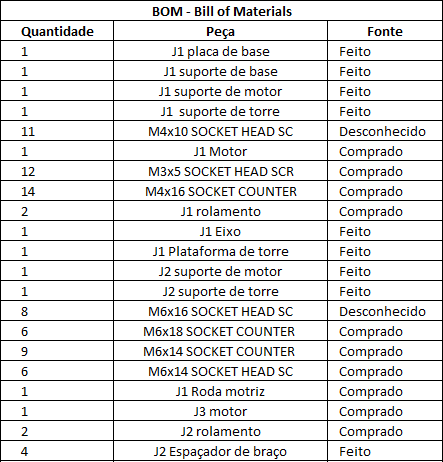 BOM - Bill of Materials
Quantidade Peça Fonte
1 J1 placa de base Feito
1 J1 suporte de base Feito
1 J1 suporte de motor Feito
1 J1 suporte de torre Feito
11 M4x10 SOCKET HEAD SC Desconhecido
1 J1 Motor Comprado
12 M3x5 SOCKET HEAD SCR Comprado
14 M4x16 SOCKET COUNTER Comprado
2 J1 rolamento Comprado
1 J1 Eixo Feito
1 J1 Plataforma de torre Feito
1 J2 suporte de motor Feito
1 J2 suporte de torre Feito
8 M6x16 SOCKET HEAD SC Desconhecido
6 M6x18 SOCKET COUNTER Comprado
9 M6x14 SOCKET COUNTER Comprado
6 M6x14 SOCKET HEAD SC Comprado
1 J1 Roda motriz Comprado
1 J3 motor Comprado
2 J2 rolamento Comprado
4 J2 Espaçador de braço Feito